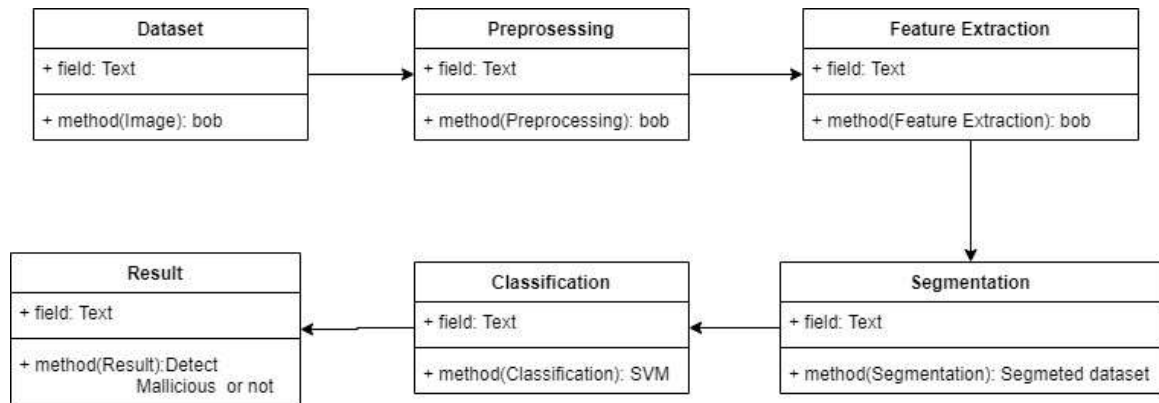 Dataset
+ field: Text
+ method(Image): bob
Preprosessing
+ field: Text
+ method(Preprocessing): bob
Feature Extraction
+ field: Text
+ method(Feature Extraction): bob
Segmentation
+ field: Text
+ method(Segmentation): Segmeted dataset
Classification
+ field: Text
+ method(Classification): SVM
Result
+ field: Text
+ method(Result):Detect
Mallicious or not